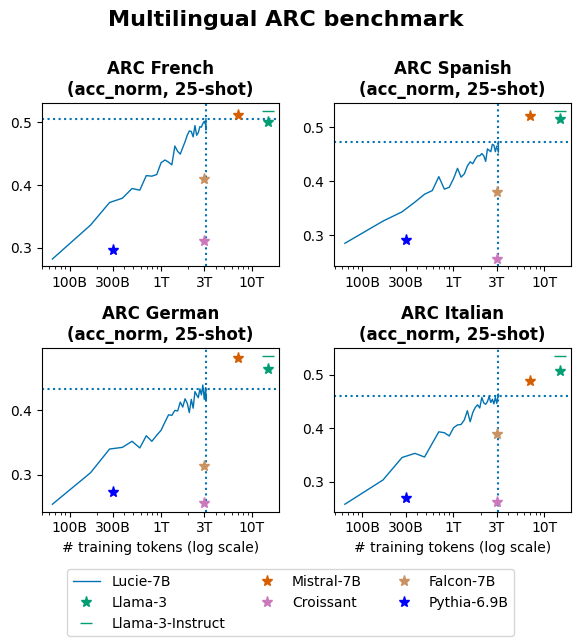 Multilingual ARC benchmark
ARC French
(acc_norm, 25-shot)
0.5
0.4
0.3
100B 300B 1T 3T 10T
ARC Spanish
(acc_norm, 25-shot)
0.5
0.4
0.3
100B 300B 1T 3T 10T
ARC German
(acc_norm, 25-shot)
0.4
0.3
100B 300B 1T 3T 10T
# training tokens (log scale)
ARC Italian
(acc_norm, 25-shot)
0.5
0.4
0.3
100B 300B 1T 3T 10T
# training tokens (log scale)
Lucie-7B
Llama-3
Llama-3-Instruct
Mistral-7B
Croissant
Falcon-7B
Pythia-6.9B